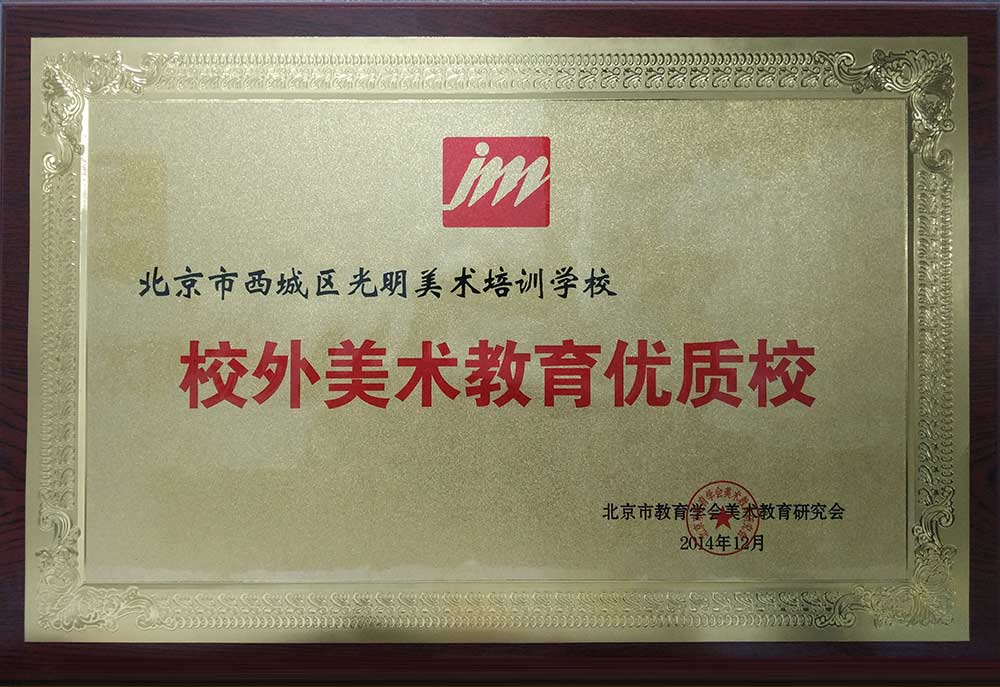 jm
北京市西城区光明美术培训学校
校外美术教育优质校
北京市教育学会美术教育研究会
2014年12月